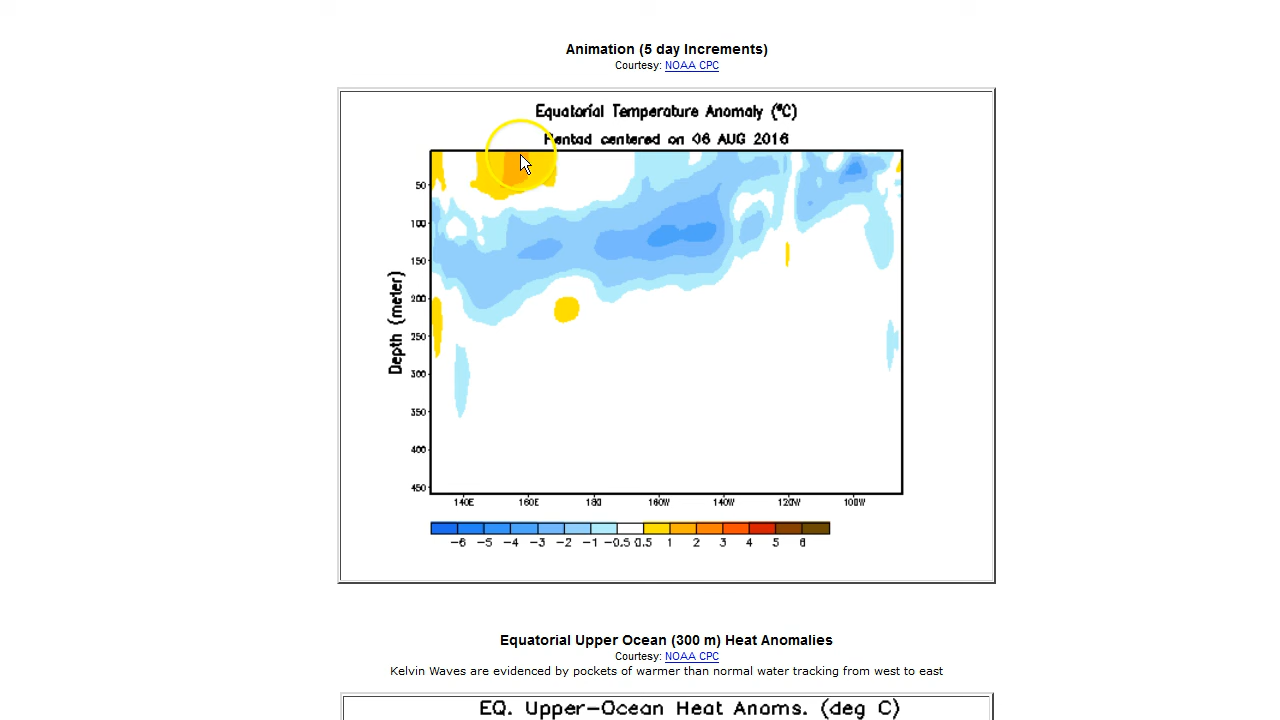 Animation (5 day Increments)
Courtesy: NOAA CPC
Equatorial Temperature Anomaly (°C)
Pentad centered on 06 AUG 2016
Depth (meter)
50
100
150
200
250
300
350
400
450
140E 160E 180 160W 140W 120W 100W
-6 -5 -4 -3 -2 -1 -0.5 0.5 1 2 3 4 5 6
Equatorial Upper Ocean (300 m) Heat Anomalies
Courtesy: NOAA CPC
Kelvin Waves are evidenced by pockets of warmer than normal water tracking from west to east
EQ. Upper-Ocean Heat Anoms. (deg C)